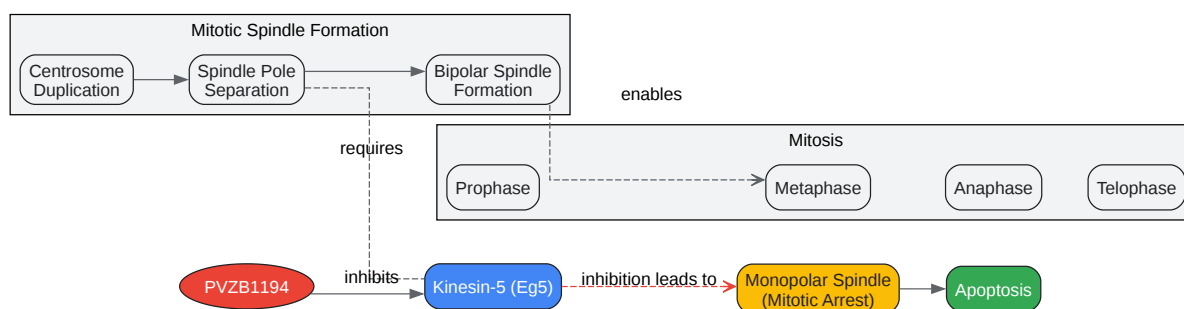 Mitotic Spindle Formation
Centrosome
Duplication
Spindle Pole
Separation
Bipolar Spindle
Formation
enables
requires
Mitosis
Prophase
Metaphase
Anaphase
Telophase
PVZB1194
inhibits
Kinesin-5 (Eg5)
inhibition leads to
Monopolar Spindle
(Mitotic Arrest)
Apoptosis